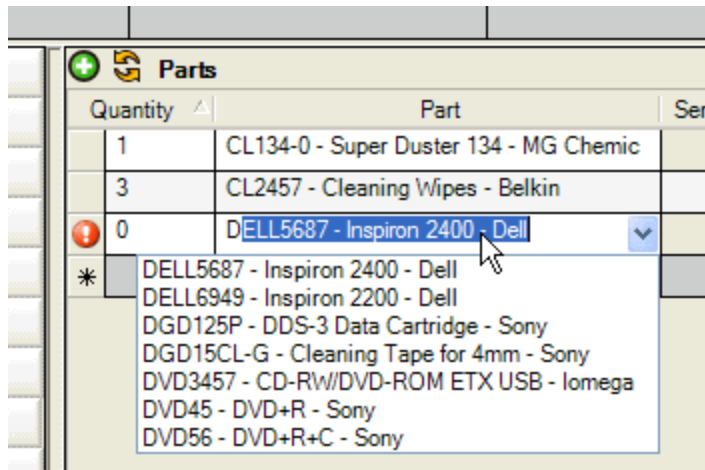 Parts
Quantity Part Ser
1 CL134-0 - Super Duster 134 - MG Chemic
3 CL2457 - Cleaning Wipes - Belkin
0 DELL5687 - Inspiron 2400 - Dell
DELL5687 - Inspiron 2400 - Dell
DELL6949 - Inspiron 2200 - Dell
DGD125P - DDS-3 Data Cartridge - Sony
DGD15CL-G - Cleaning Tape for 4mm - Sony
DVD3457 - CD-RW/DVD-ROM ETX USB - Iomega
DVD45 - DVD+R - Sony
DVD56 - DVD+R+C - Sony